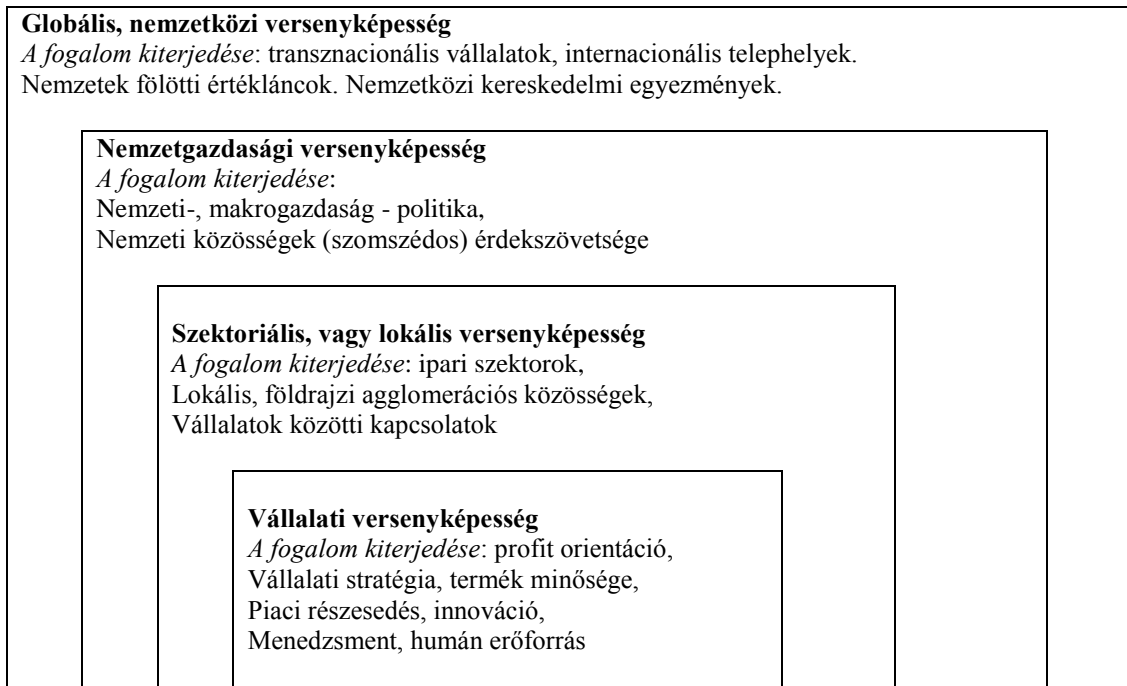 Globális, nemzetközi versenyképesség
A fogalom kiterjedése: transznacionális vállalatok, internacionális telephelyek.
Nemzetek fölötti értékláncok. Nemzetközi kereskedelmi egyezmények.
Nemzetgazdasági versenyképesség
A fogalom kiterjedése:
Nemzeti-, makrogazdaság - politika,
Nemzeti közösségek (szomszédos) érdekszövetsége
Szektoriális, vagy lokális versenyképesség
A fogalom kiterjedése: ipari szektorok,
Lokális, földrajzi agglomerációs közösségek,
Vállalatok közötti kapcsolatok
Vállalati versenyképesség
A fogalom kiterjedése: profit orientáció,
Vállalati stratégia, termék minősége,
Piaci részesedés, innováció,
Menedzsment, humán erőforrás